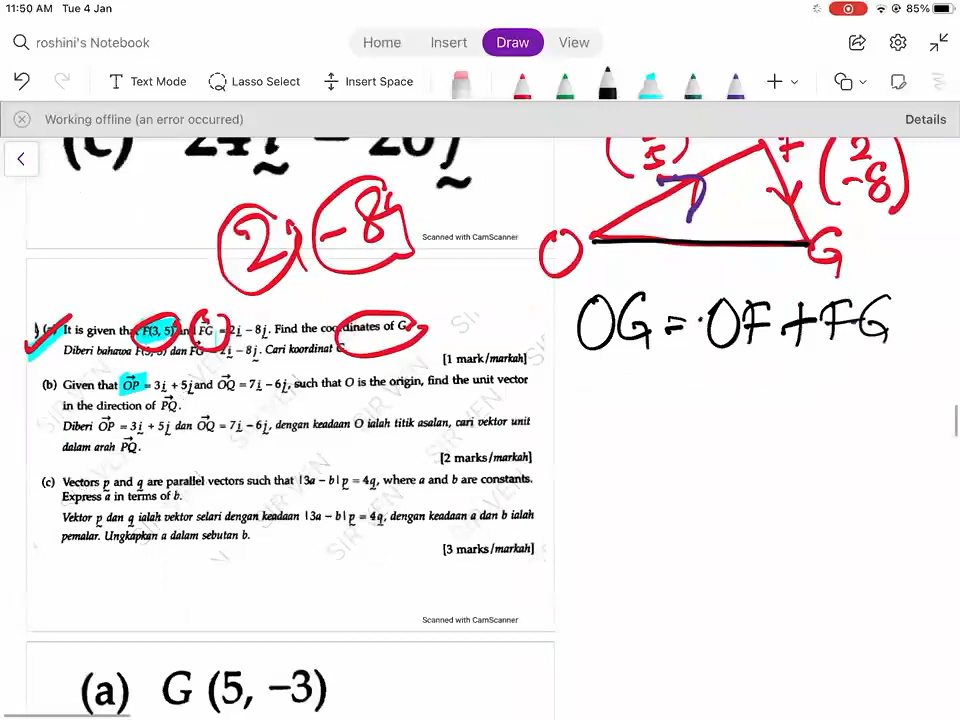 11:50 AM Tue 4 Jan
85%
roshini's Notebook
Home Insert Draw View
Text Mode Lasso Select Insert Space
Working offline (an error occurred) Details
(c) 24i − 20j
2i − 8j
Scanned with CamScanner
5
2
-8
F
O
G
OG = OF + FG
It is given that F(3, 5) and FG = 2i − 8j. Find the coordinates of G.
Diberi bahawa F(3, 5) dan FG = 2i − 8j. Cari koordinat G.
[1 mark/markah]
(b) Given that OP = 3i + 5j and OQ = 7i − 6j, such that O is the origin, find the unit vector
in the direction of PQ.
Diberi OP = 3i + 5j dan OQ = 7i − 6j, dengan keadaan O ialah titik asalan, cari vektor unit
dalam arah PQ.
[2 marks/markah]
(c) Vectors p and q are parallel vectors such that |3a − b|p = 4q, where a and b are constants.
Express a in terms of b.
Vektor p dan q ialah vektor selari dengan keadaan |3a − b|p = 4q, dengan keadaan a dan b ialah
pemalar. Ungkapkan a dalam sebutan b.
[3 marks/markah]
Scanned with CamScanner
(a) G (5, −3)